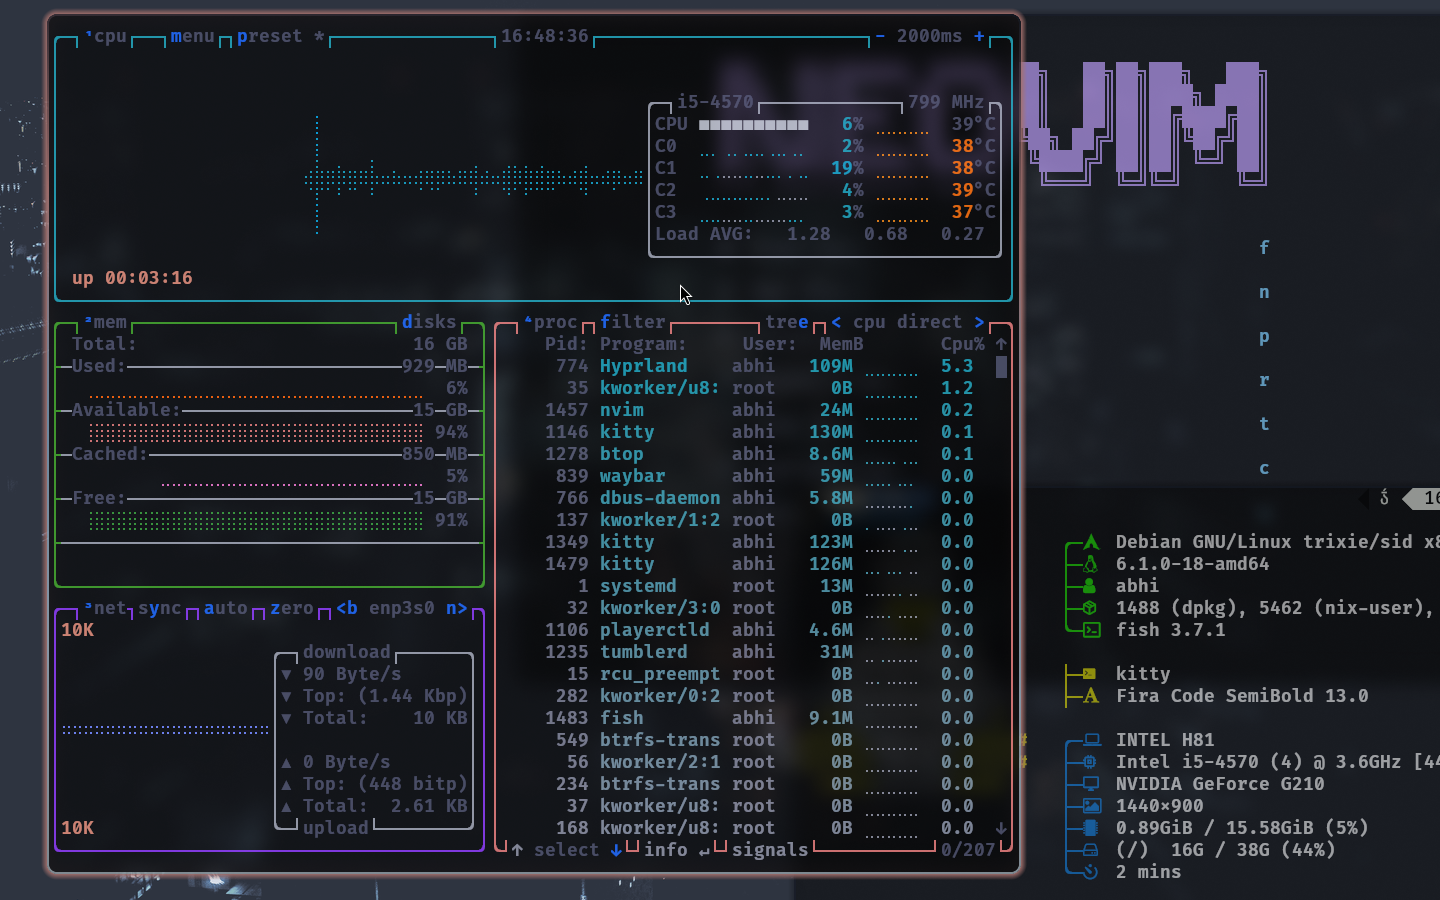 ¹cpu menu preset * 16:48:36 - 2000ms +
i5-4570 799 MHz
CPU 6% 39°C
C0 2% 38°C
C1 19% 38°C
C2 4% 39°C
C3 3% 37°C
Load AVG: 1.28 0.68 0.27
up 00:03:16
²mem disks
Total: 16 GB
Used: 929 MB
6%
Available: 15 GB
94%
Cached: 850 MB
5%
Free: 15 GB
91%
³net sync auto zero <b enp3s0 n>
10K
download
▼ 90 Byte/s
▼ Top: (1.44 Kbp)
▼ Total: 10 KB
▲ 0 Byte/s
▲ Top: (448 bitp)
▲ Total: 2.61 KB
upload
10K
⁴proc filter tree < cpu direct >
Pid: Program: User: MemB Cpu% ↑
774 Hyprland abhi 109M 5.3
35 kworker/u8: root 0B 1.2
1457 nvim abhi 24M 0.2
1146 kitty abhi 130M 0.1
1278 btop abhi 8.6M 0.1
839 waybar abhi 59M 0.0
766 dbus-daemon abhi 5.8M 0.0
137 kworker/1:2 root 0B 0.0
1349 kitty abhi 123M 0.0
1479 kitty abhi 126M 0.0
1 systemd root 13M 0.0
32 kworker/3:0 root 0B 0.0
1106 playerctld abhi 4.6M 0.0
1235 tumblerd abhi 31M 0.0
15 rcu_preempt root 0B 0.0
282 kworker/0:2 root 0B 0.0
1483 fish abhi 9.1M 0.0
549 btrfs-trans root 0B 0.0
56 kworker/2:1 root 0B 0.0
234 btrfs-trans root 0B 0.0
37 kworker/u8: root 0B 0.0
168 kworker/u8: root 0B 0.0 ↓
↑ select ↓ info ↵ signals 0/207
VIM
f
n
p
r
t
c
16
Debian GNU/Linux trixie/sid x8
6.1.0-18-amd64
abhi
1488 (dpkg), 5462 (nix-user),
fish 3.7.1
kitty
Fira Code SemiBold 13.0
INTEL H81
Intel i5-4570 (4) @ 3.6GHz [44
NVIDIA GeForce G210
1440×900
0.89GiB / 15.58GiB (5%)
(/) 16G / 38G (44%)
2 mins